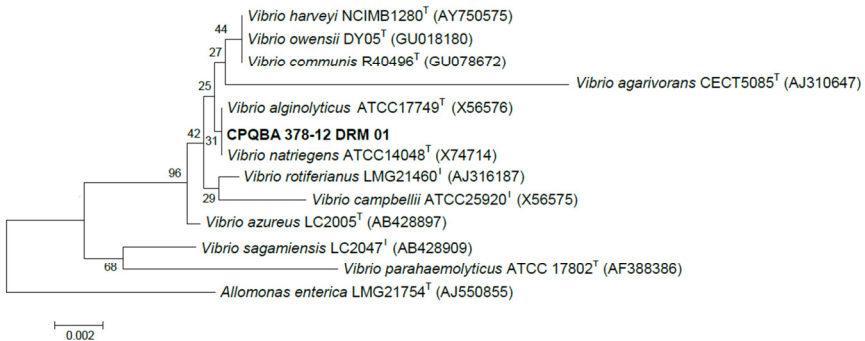 Vibrio harveyi NCIMB1280T (AY750575)
44
Vibrio owensii DY05T (GU018180)
27
Vibrio communis R40496T (GU078672)
25
Vibrio agarivorans CECT5085T (AJ310647)
Vibrio alginolyticus ATCC17749T (X56576)
42
31
CPQBA 378-12 DRM 01
Vibrio natriegens ATCC14048T (X74714)
96
Vibrio rotiferianus LMG21460T (AJ316187)
29
Vibrio campbellii ATCC25920T (X56575)
Vibrio azureus LC2005T (AB428897)
Vibrio sagamiensis LC2047T (AB428909)
68
Vibrio parahaemolyticus ATCC 17802T (AF388386)
Allomonas enterica LMG21754T (AJ550855)
0.002